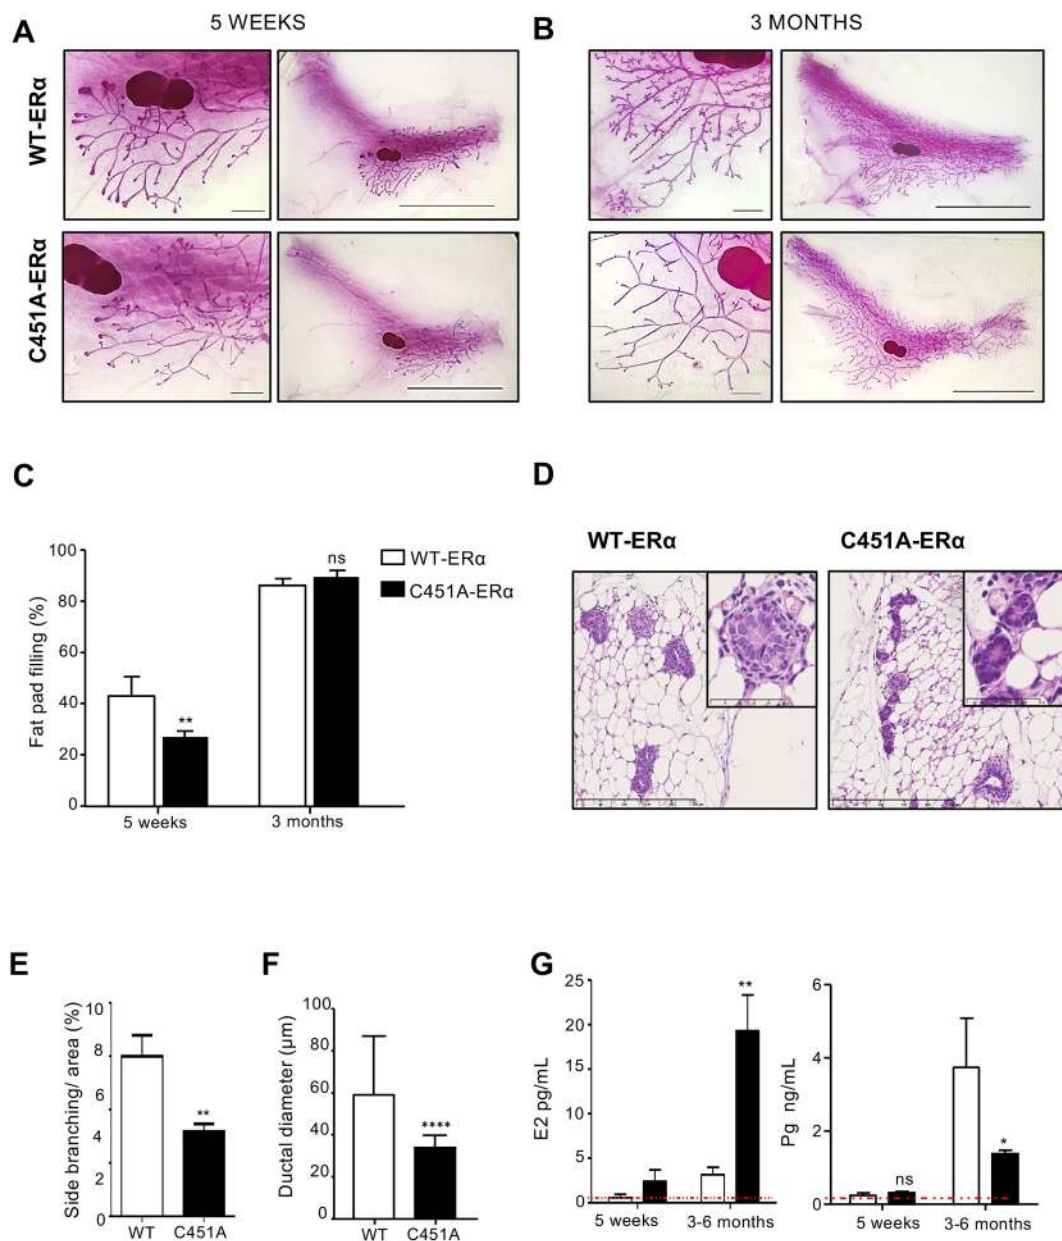 5 WEEKS
3 MONTHS
A
B
WT-ERα
C451A-ERα
C
D
WT-ERα
C451A-ERα
Fat pad filling (%)
100
80
60
40
20
0
**
ns
5 weeks
3 months
WT-ERα
C451A-ERα
E
F
G
Side branching/ area (%)
10
8
6
4
2
0
**
WT
C451A
Ductal diameter (µm)
100
80
60
40
20
0
****
WT
C451A
E2 pg/mL
25
20
15
10
5
0
**
5 weeks
3-6 months
Pg ng/mL
6
4
2
0
ns
*
5 weeks
3-6 months